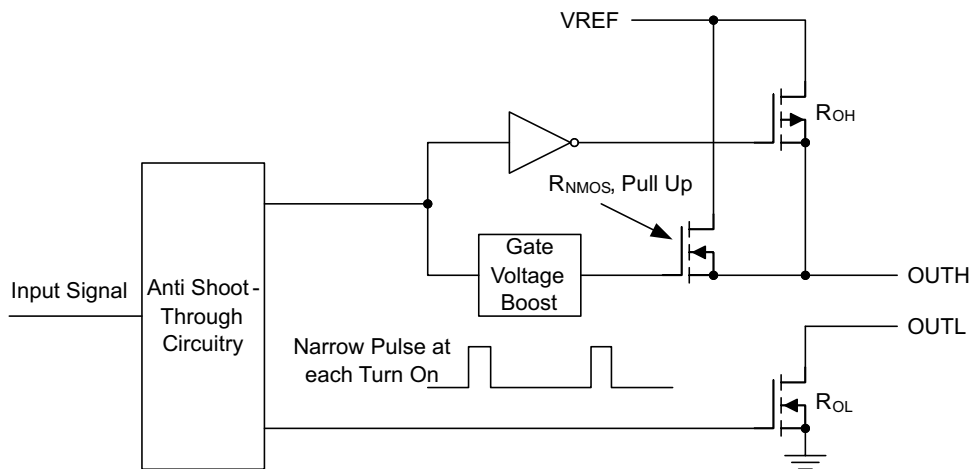 VREF
ROH
RNMOS, Pull Up
Gate
Voltage
Boost
OUTH
Input Signal
Anti Shoot-
Through
Circuitry
OUTL
Narrow Pulse at
each Turn On
ROL